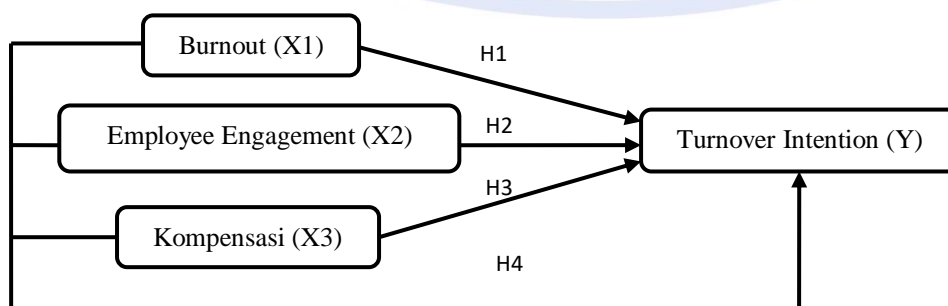 Burnout (X1)
H1
Employee Engagement (X2)
H2
Turnover Intention (Y)
H3
Kompensasi (X3)
H4